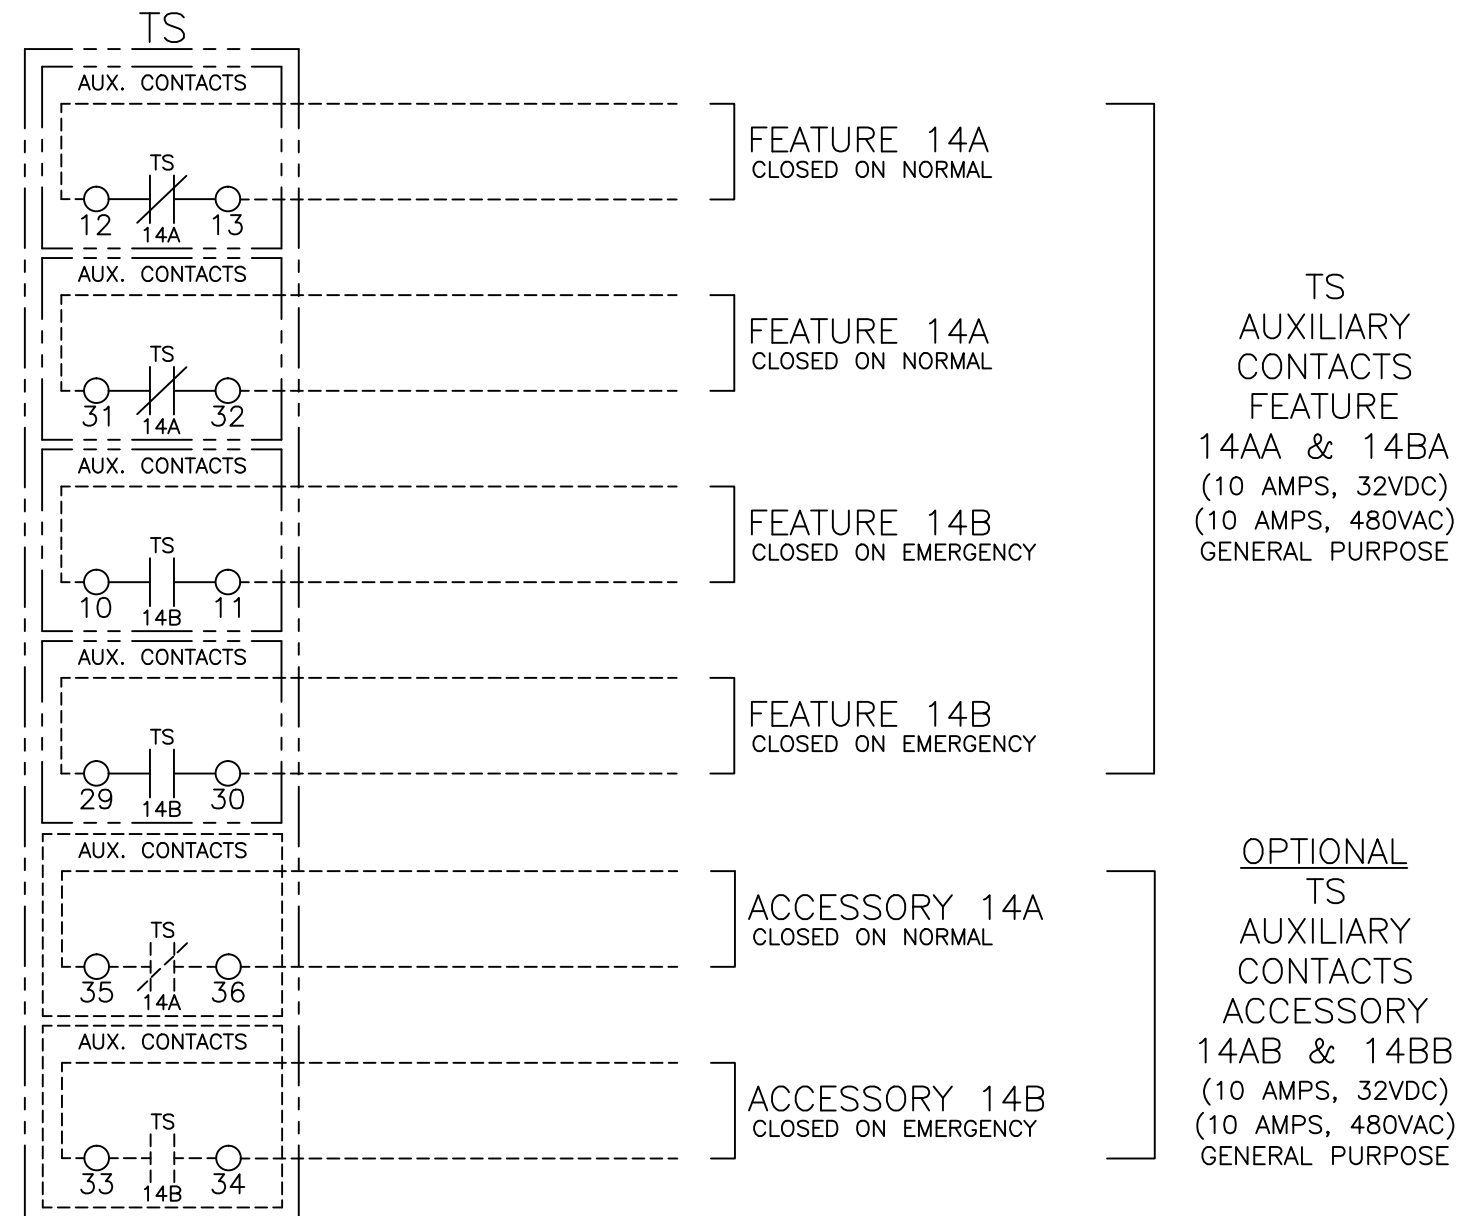 TS
AUX. CONTACTS
TS
12 13
14A
FEATURE 14A
CLOSED ON NORMAL
AUX. CONTACTS
TS
31 32
14A
FEATURE 14A
CLOSED ON NORMAL
AUX. CONTACTS
TS
10 11
14B
FEATURE 14B
CLOSED ON EMERGENCY
AUX. CONTACTS
TS
29 30
14B
FEATURE 14B
CLOSED ON EMERGENCY
TS
AUXILIARY
CONTACTS
FEATURE
14AA & 14BA
(10 AMPS, 32VDC)
(10 AMPS, 480VAC)
GENERAL PURPOSE
AUX. CONTACTS
TS
35 36
14A
ACCESSORY 14A
CLOSED ON NORMAL
AUX. CONTACTS
TS
33 34
14B
ACCESSORY 14B
CLOSED ON EMERGENCY
OPTIONAL
TS
AUXILIARY
CONTACTS
ACCESSORY
14AB & 14BB
(10 AMPS, 32VDC)
(10 AMPS, 480VAC)
GENERAL PURPOSE